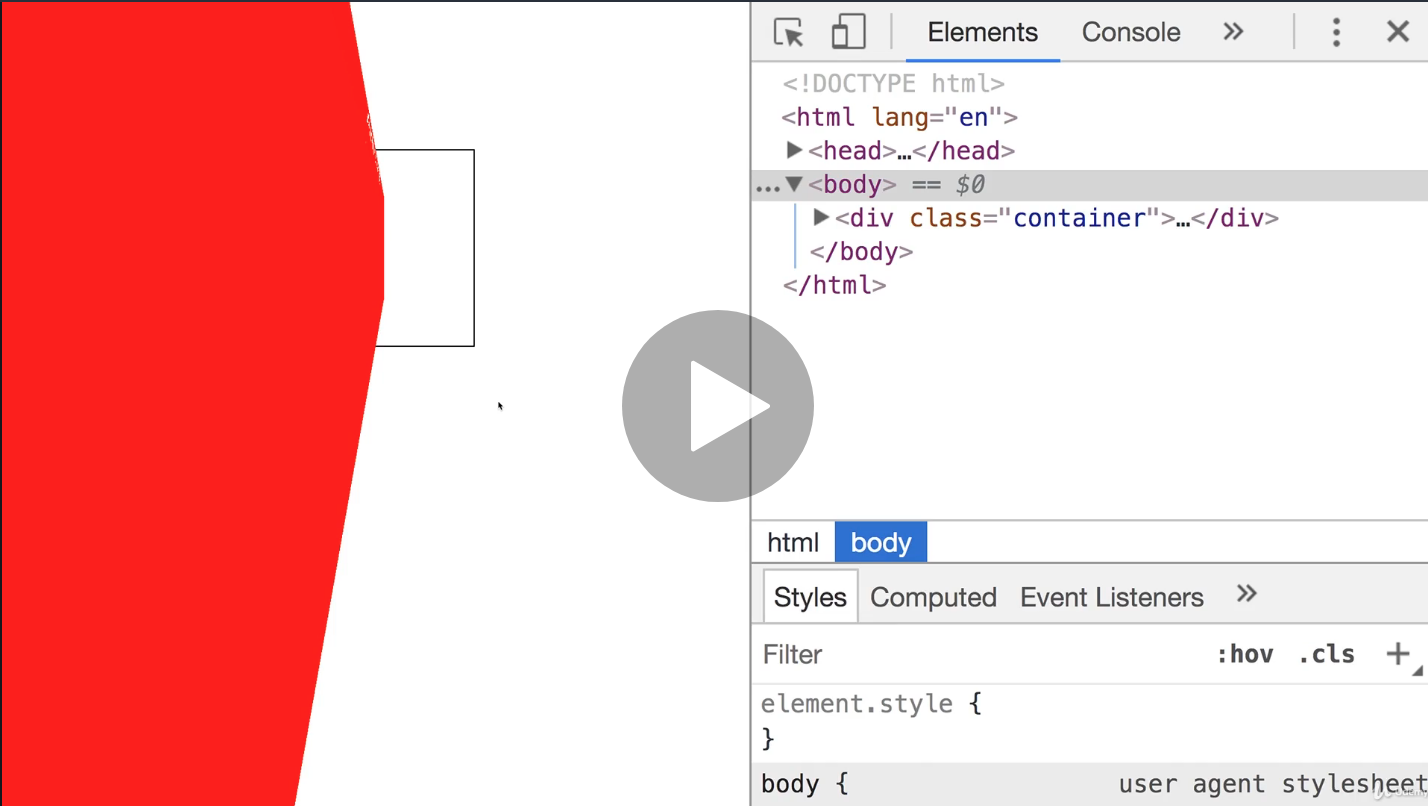 Elements Console »
<!DOCTYPE html>
<html lang="en">
▶<head>…</head>
…▼<body> == $0
▶<div class="container">…</div>
</body>
</html>
html body
Styles Computed Event Listeners »
Filter :hov .cls +
element.style {
}
body { user agent stylesheet